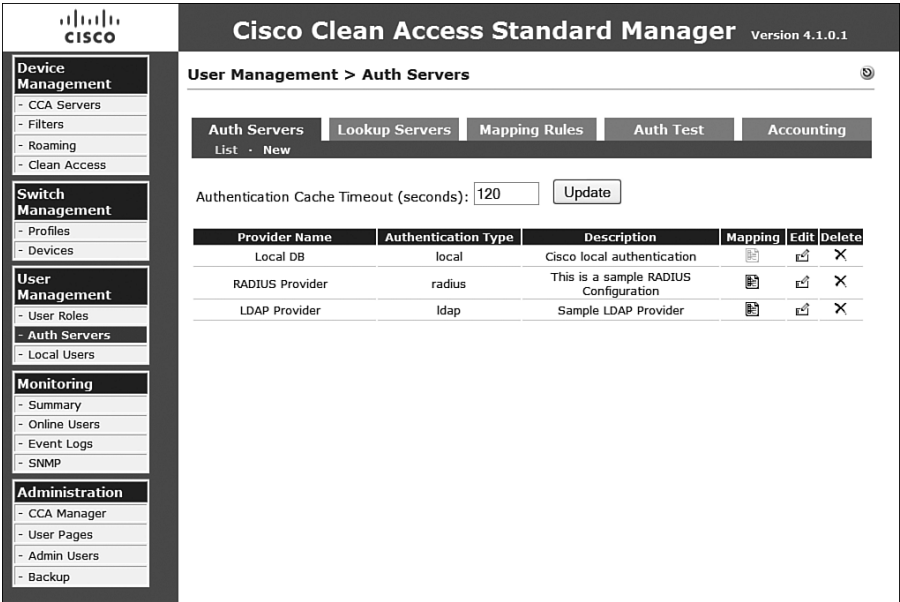 CISCO
Cisco Clean Access Standard Manager Version 4.1.0.1
Device
Management
- CCA Servers
- Filters
- Roaming
- Clean Access
Switch
Management
- Profiles
- Devices
User
Management
- User Roles
- Auth Servers
- Local Users
Monitoring
- Summary
- Online Users
- Event Logs
- SNMP
Administration
- CCA Manager
- User Pages
- Admin Users
- Backup
User Management > Auth Servers
Auth Servers Lookup Servers Mapping Rules Auth Test Accounting
List · New
Authentication Cache Timeout (seconds): 120 Update
Provider Name Authentication Type Description Mapping Edit Delete
Local DB local Cisco local authentication
RADIUS Provider radius This is a sample RADIUS
Configuration
LDAP Provider ldap Sample LDAP Provider